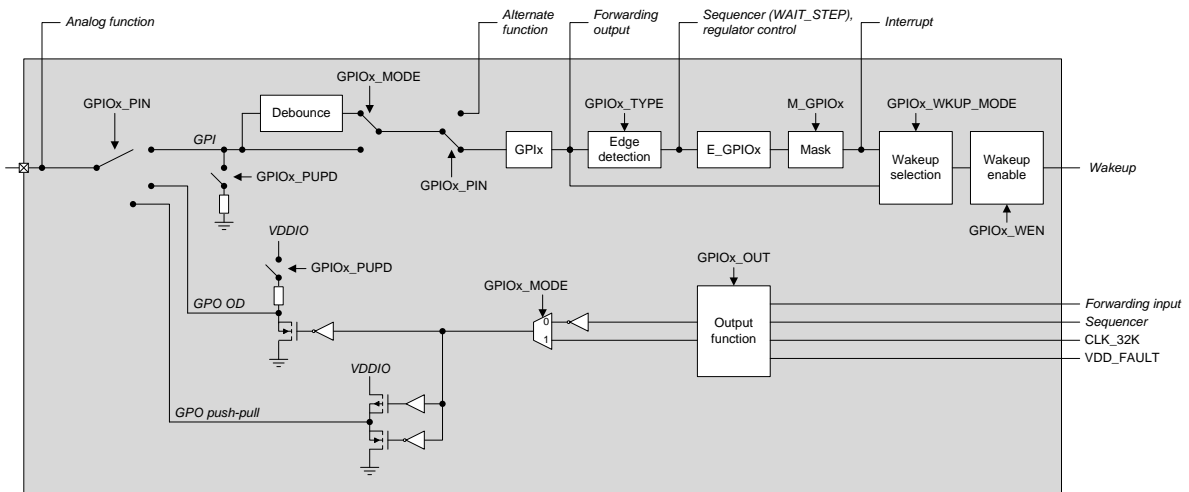 Analog function
Alternate
function
Forwarding
output
Sequencer (WAIT_STEP),
regulator control
Interrupt
GPIOx_PIN
GPI
Debounce
GPIOx_MODE
GPIOx_PUPD
GPIOx_PIN
GPIx
GPIOx_TYPE
Edge
detection
E_GPIOx
M_GPIOx
Mask
GPIOx_WKUP_MODE
Wakeup
selection
Wakeup
enable
Wakeup
GPIOx_WEN
VDDIO
GPIOx_PUPD
GPO OD
GPIOx_MODE
0
1
GPIOx_OUT
Output
function
Forwarding input
Sequencer
CLK_32K
VDD_FAULT
VDDIO
GPO push-pull